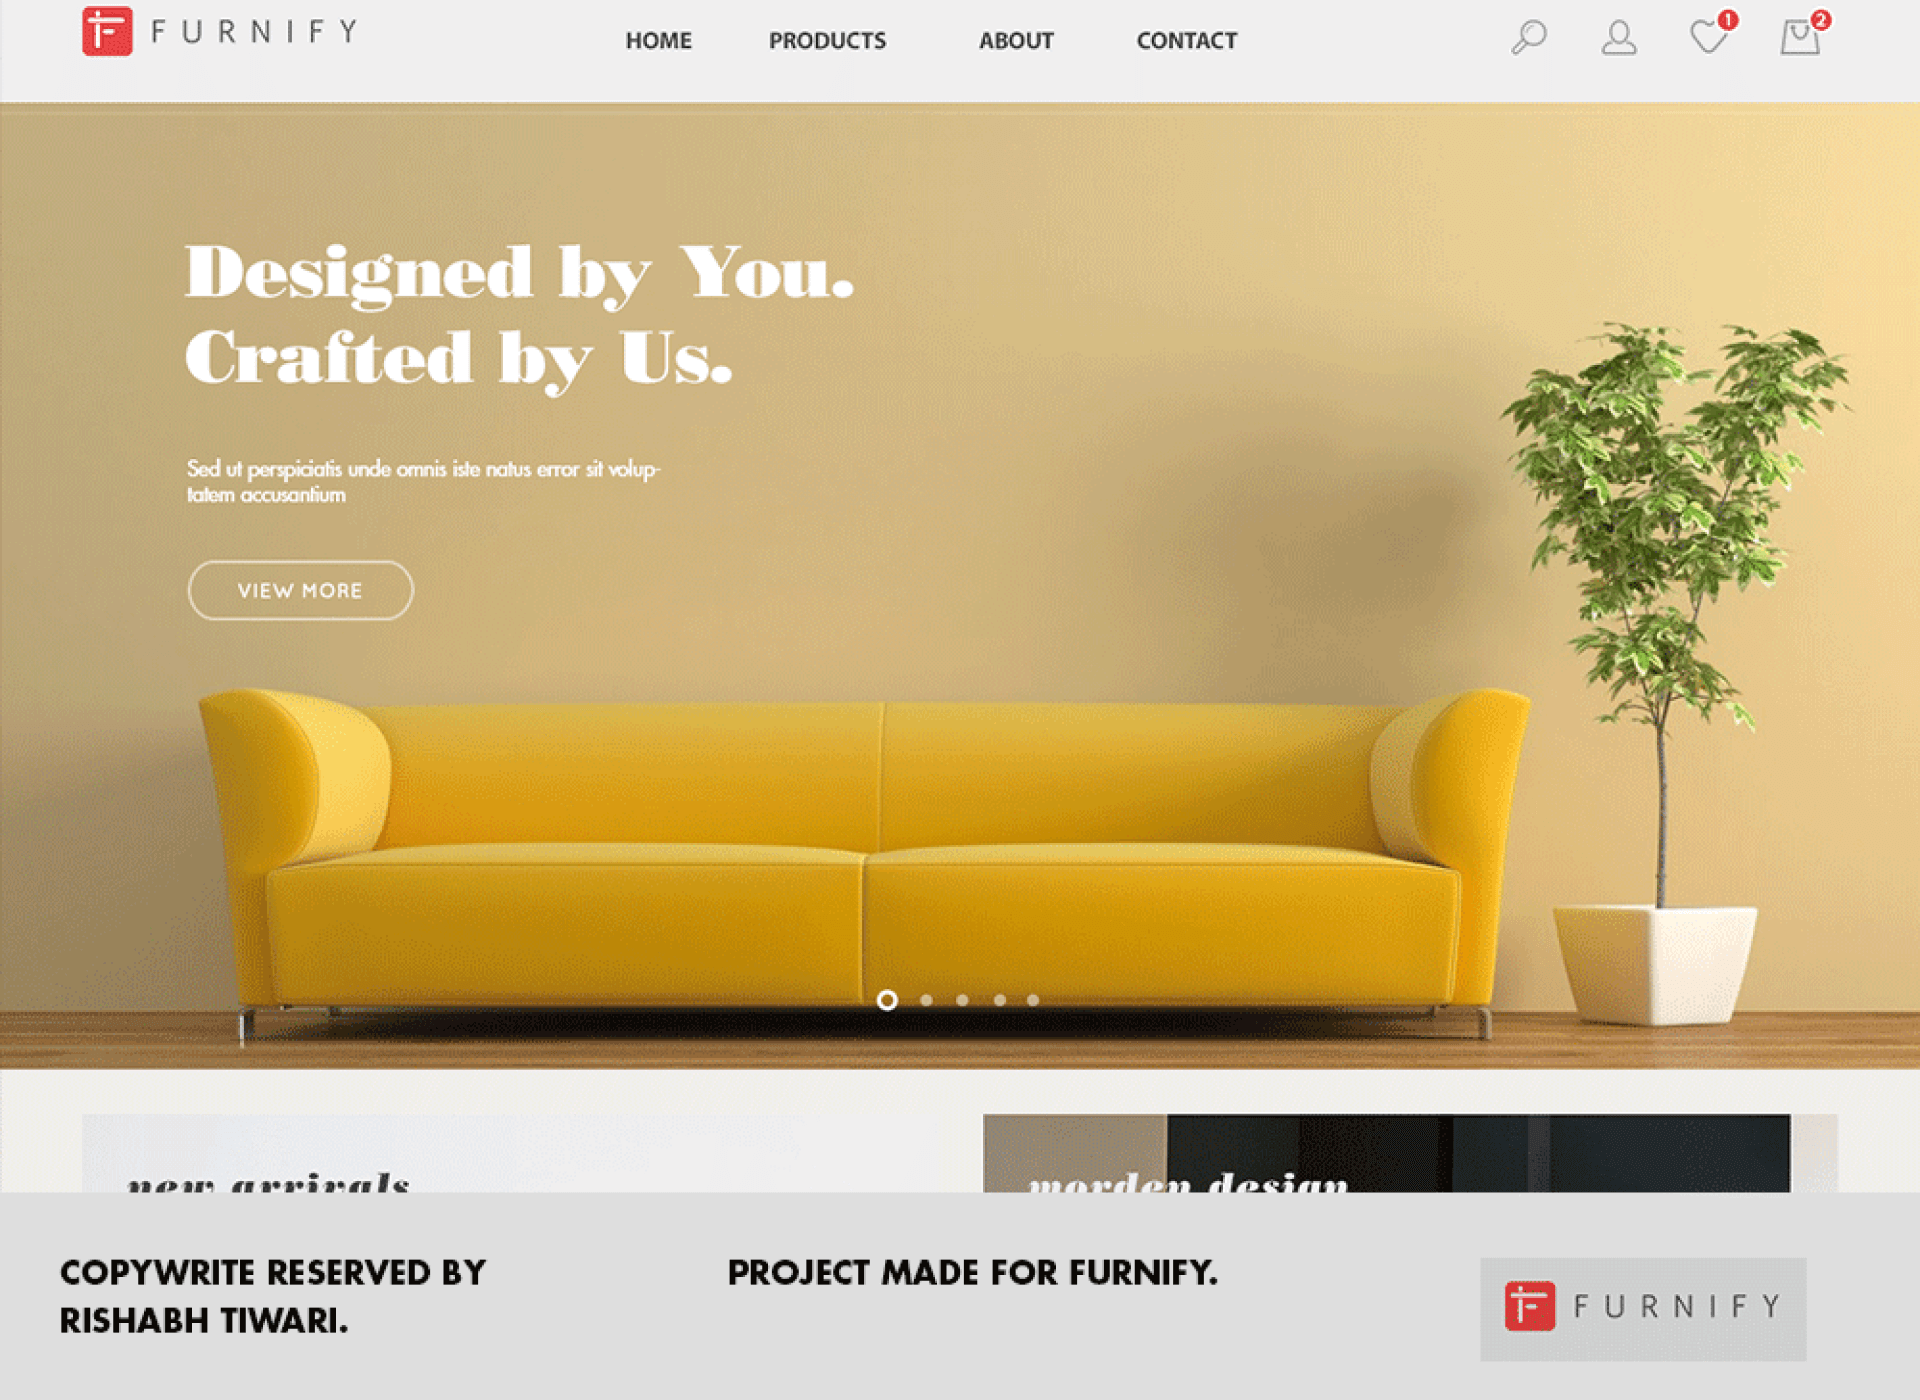 FURNIFY
HOME PRODUCTS ABOUT CONTACT
1 2
Designed by You.
Crafted by Us.
Sed ut perspiciatis unde omnis iste natus error sit volup-
tatem accusantium
VIEW MORE
new arrivals
morden design
COPYWRITE RESERVED BY
RISHABH TIWARI.
PROJECT MADE FOR FURNIFY.
FURNIFY